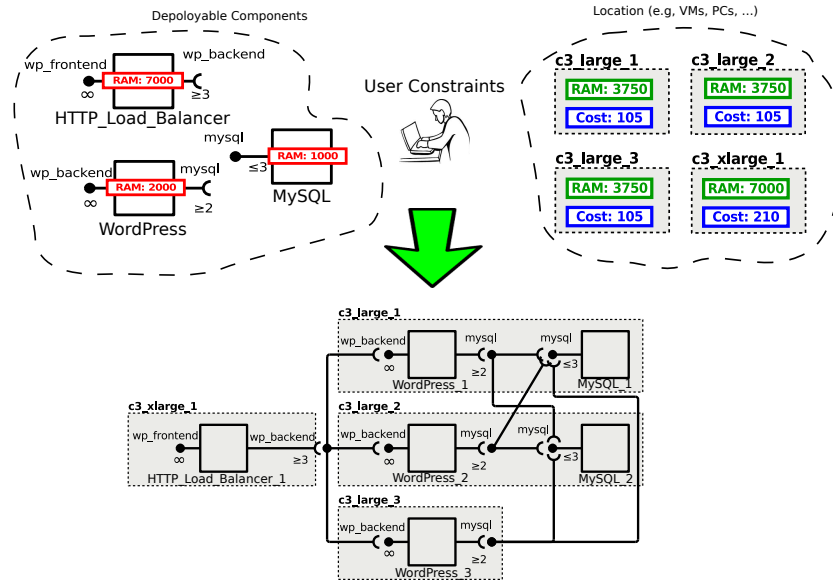 Depoloyable Components
Location (e.g, VMs, PCs, ...)
wp_frontend
wp_backend
RAM: 7000
∞
≥3
HTTP_Load_Balancer
mysql
RAM: 1000
≤3
MySQL
wp_backend
mysql
RAM: 2000
∞
≥2
WordPress
User Constraints
c3_large_1
RAM: 3750
Cost: 105
c3_large_2
RAM: 3750
Cost: 105
c3_large_3
RAM: 3750
Cost: 105
c3_xlarge_1
RAM: 7000
Cost: 210
c3_large_1
wp_backend
mysql
mysql
∞
≥2
≤3
WordPress_1
MySQL_1
c3_xlarge_1
wp_frontend
wp_backend
∞
≥3
HTTP_Load_Balancer_1
c3_large_2
wp_backend
mysql
mysql
∞
≥2
≤3
WordPress_2
MySQL_2
c3_large_3
wp_backend
mysql
∞
≥2
WordPress_3